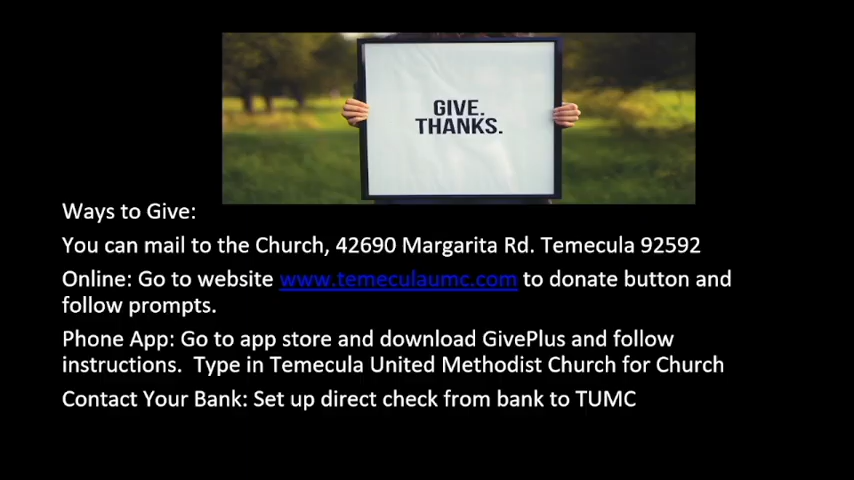 GIVE.
THANKS.
Ways to Give:
You can mail to the Church, 42690 Margarita Rd. Temecula 92592
Online: Go to website www.temeculaumc.com to donate button and
follow prompts.
Phone App: Go to app store and download GivePlus and follow
instructions.  Type in Temecula United Methodist Church for Church
Contact Your Bank: Set up direct check from bank to TUMC